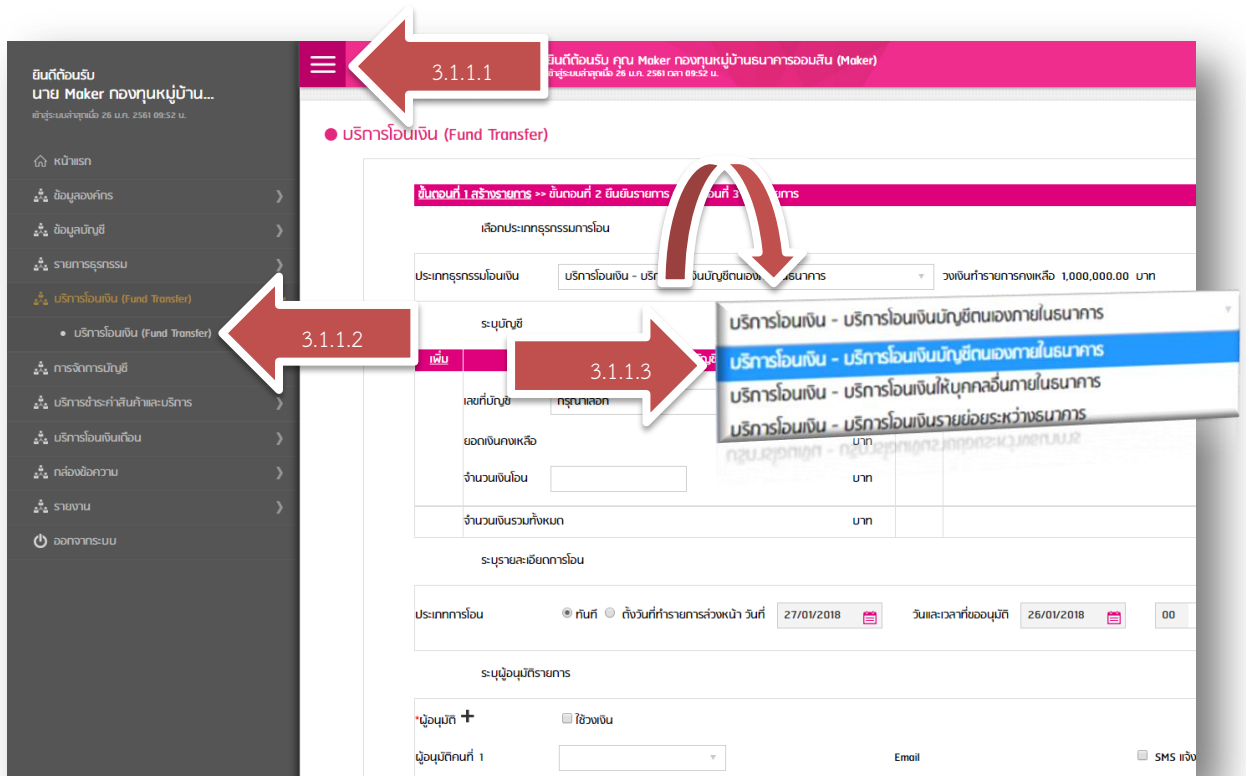 ยินดีต้อนรับ
นาย Maker กองทุนหมู่บ้าน...
เข้าสู่ระบบล่าสุดเมื่อ 26 ม.ค. 2561 09:52 น.
หน้าแรก
ข้อมูลองค์กร
ข้อมูลบัญชี
รายการธุรกรรม
บริการโอนเงิน (Fund Transfer)
บริการโอนเงิน (Fund Transfer)
การจัดการบัญชี
บริการชำระค่าสินค้าและบริการ
บริการโอนเงินเดือน
กล่องข้อความ
รายงาน
ออกจากระบบ
3.1.1.1
ยินดีต้อนรับ คุณ Maker กองทุนหมู่บ้านธนาคารออมสิน (Maker)
เข้าสู่ระบบล่าสุดเมื่อ 26 ม.ค. 2561 เวลา 09:52 น.
บริการโอนเงิน (Fund Transfer)
ขั้นตอนที่ 1 สร้างรายการ >> ขั้นตอนที่ 2 ยืนยันรายการ
เลือกประเภทธุรกรรมการโอน
ประเภทธุรกรรมโอนเงิน บริการโอนเงิน - วงเงินทำรายการคงเหลือ 1,000,000.00 บาท
ระบุบัญชี
3.1.1.2
3.1.1.3
บริการโอนเงิน - บริการโอนเงินบัญชีตนเองภายในธนาคาร
บริการโอนเงิน - บริการโอนเงินบัญชีตนเองภายในธนาคาร
บริการโอนเงิน - บริการโอนเงินให้บุคคลอื่นภายในธนาคาร
บริการโอนเงิน - บริการโอนเงินรายย่อยระหว่างธนาคาร
เพิ่ม
เลขที่บัญชี กรุณาเลือก
ยอดเงินคงเหลือ บาท
จำนวนเงินโอน บาท
จำนวนเงินรวมทั้งหมด บาท
ระบุรายละเอียดการโอน
ประเภทการโอน ทันที ตั้งวันที่ทำรายการล่วงหน้า วันที่ 27/01/2018 วันและเวลาที่ขออนุมัติ 26/01/2018 00
ระบุผู้อนุมัติรายการ
*ผู้อนุมัติ + ใช้วงเงิน
ผู้อนุมัติคนที่ 1 Email SMS แจ้ง